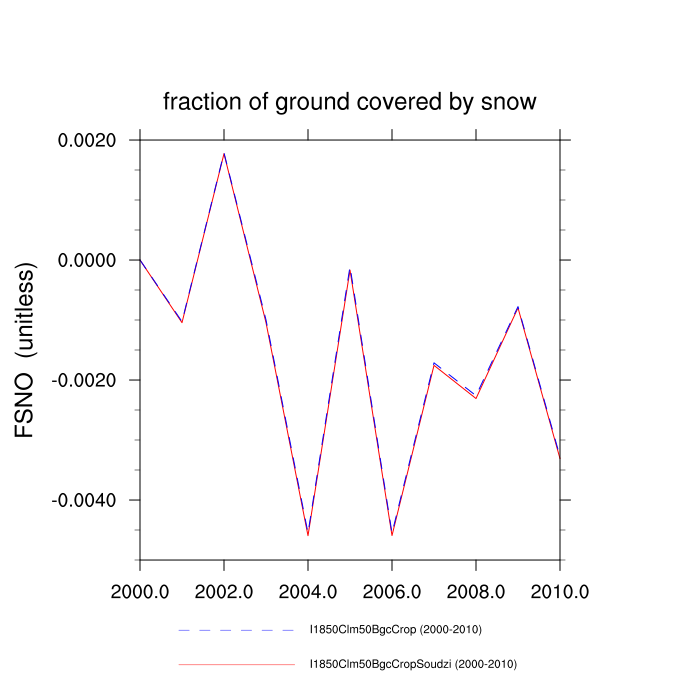 fraction of ground covered by snow
FSNO (unitless)
0.0020
0.0000
-0.0020
-0.0040
2000.0 2002.0 2004.0 2006.0 2008.0 2010.0
I1850Clm50BgcCrop (2000-2010)
I1850Clm50BgcCropSoudzi (2000-2010)